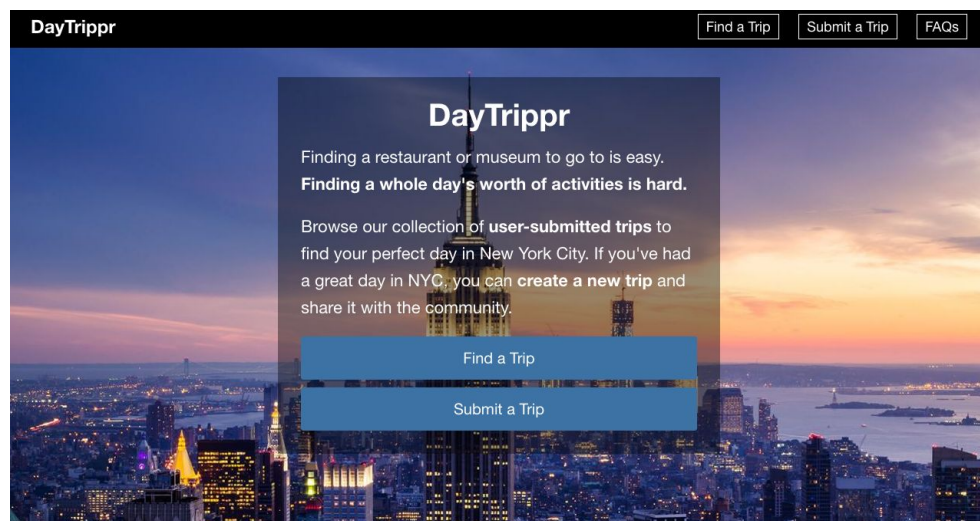 DayTrippr
Find a Trip
Submit a Trip
FAQs
DayTrippr
Finding a restaurant or museum to go to is easy.
Finding a whole day's worth of activities is hard.
Browse our collection of user-submitted trips to
find your perfect day in New York City. If you've had
a great day in NYC, you can create a new trip and
share it with the community.
Find a Trip
Submit a Trip